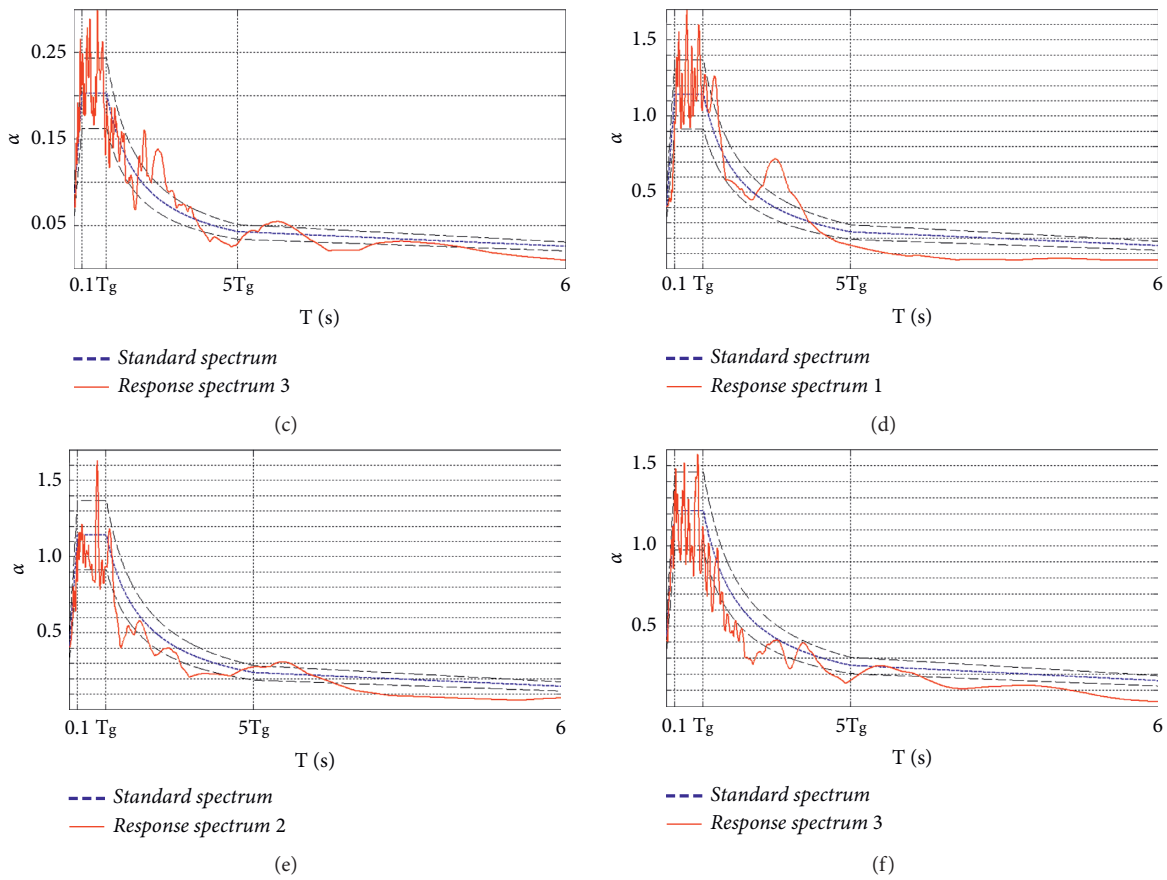 0.25
0.15
0.05
α
0.1 Tg
5Tg
6
T (s)
Standard spectrum
Response spectrum 3
(c)
1.5
1.0
0.5
α
0.1 Tg
5Tg
6
T (s)
Standard spectrum
Response spectrum 1
(d)
1.5
1.0
0.5
α
0.1 Tg
5Tg
6
T (s)
Standard spectrum
Response spectrum 2
(e)
1.5
1.0
0.5
α
0.1 Tg
5Tg
6
T (s)
Standard spectrum
Response spectrum 3
(f)